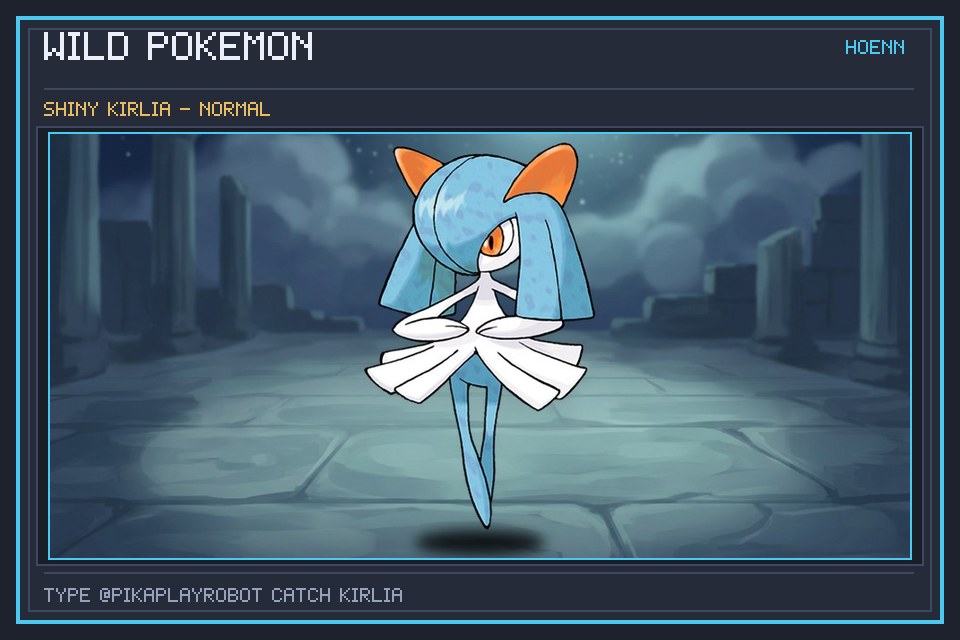 WILD POKEMON
HOENN
SHINY KIRLIA - NORMAL
TYPE @PIKAPLAYROBOT CATCH KIRLIA